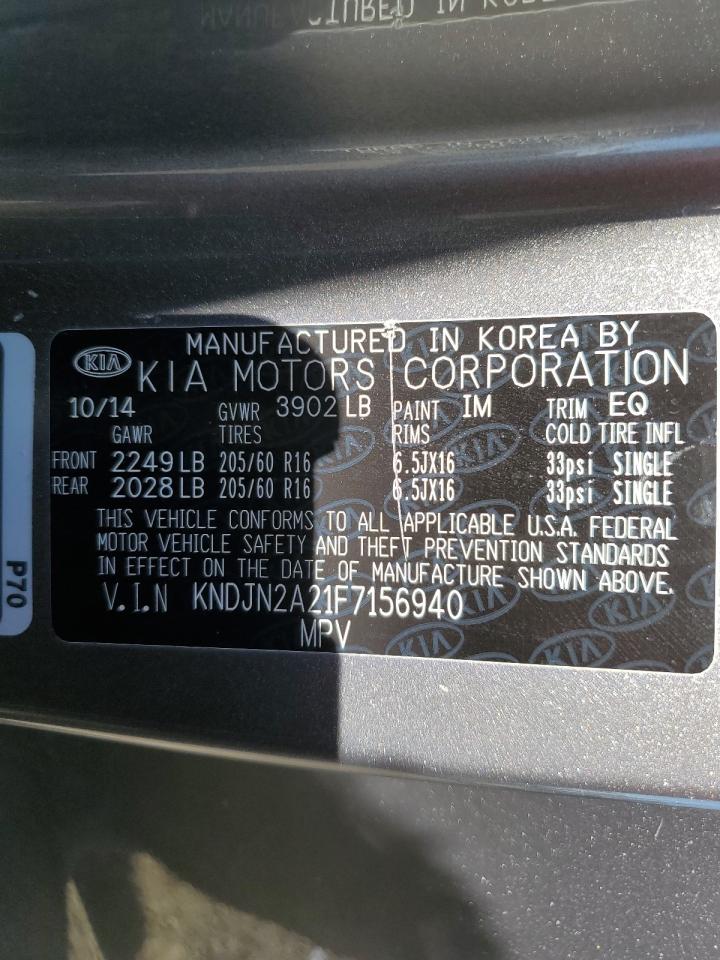 MANUFACTURED IN KOREA BY
KIA KIA MOTORS CORPORATION
10/14 GVWR 3902 LB PAINT IM TRIM EQ
GAWR TIRES RIMS COLD TIRE INFL
FRONT 2249 LB 205/60 R16 6.5JX16 33psi SINGLE
REAR 2028 LB 205/60 R16 6.5JX16 33psi SINGLE
THIS VEHICLE CONFORMS TO ALL APPLICABLE U.S.A. FEDERAL
MOTOR VEHICLE SAFETY AND THEFT PREVENTION STANDARDS
IN EFFECT ON THE DATE OF MANUFACTURE SHOWN ABOVE.
V.I.N KNDJN2A21F7156940
MPV
P70